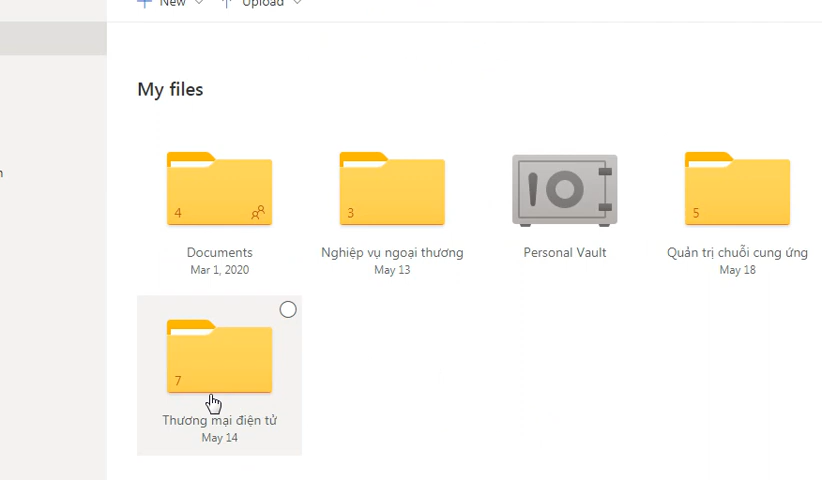 New
Upload
My files
4
3
5
Documents
Nghiệp vụ ngoại thương
Personal Vault
Quản trị chuỗi cung ứng
Mar 1, 2020
May 13
May 18
7
Thương mại điện tử
May 14